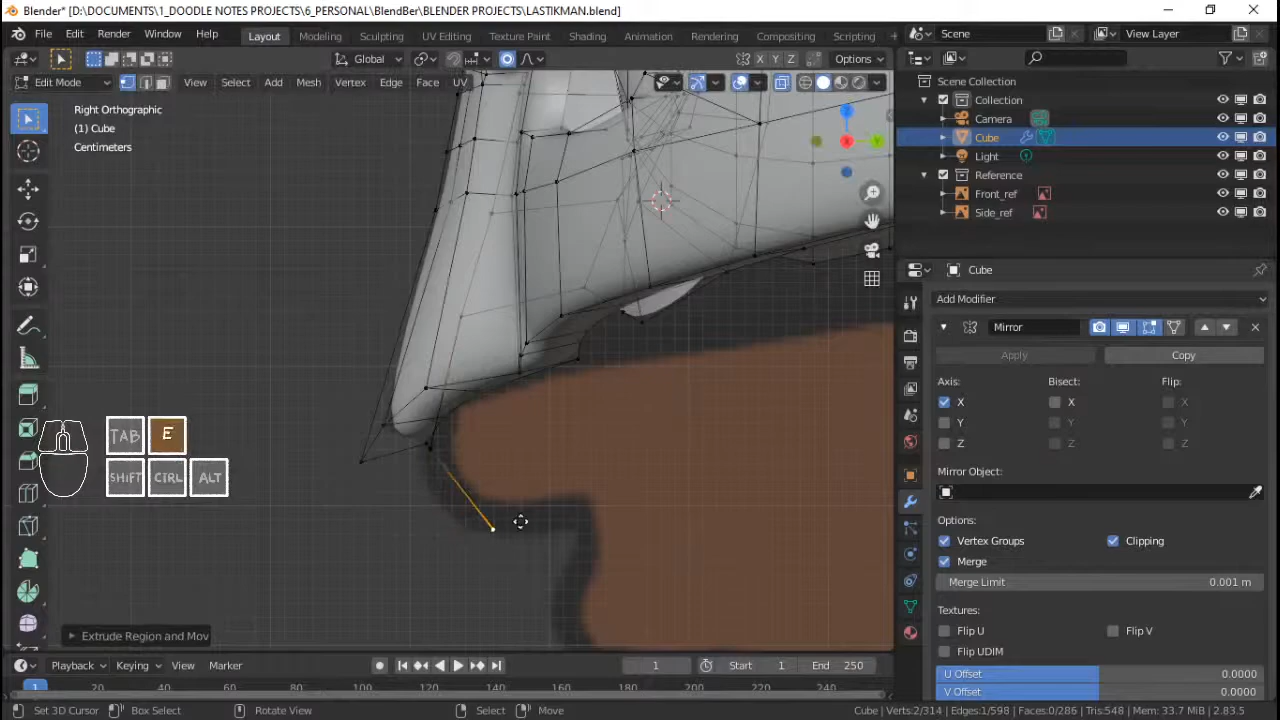 Blender* [D:\DOCUMENTS\1_DOODLE NOTES PROJECTS\6_PERSONAL\BlendBer\BLENDER PROJECTS\LASTIKMAN.blend]
File Edit Render Window Help Layout Modeling Sculpting UV Editing Texture Paint Shading Animation Rendering Compositing Scripting Scene View Layer
Global Options
Edit Mode View Select Add Mesh Vertex Edge Face UV
Right Orthographic
(1) Cube
Centimeters
Scene Collection
Collection
Camera
Cube
Light
Reference
Front_ref
Side_ref
Cube
Add Modifier
Mirror
Apply Copy
Axis: Bisect: Flip:
X X X
Y Y Y
Z Z Z
Mirror Object:
Options:
Vertex Groups Clipping
Merge
Merge Limit 0.001 m
Textures:
Flip U Flip V
Flip UDIM
U Offset 0.0000
V Offset 0.0000
TAB E
SHIFT CTRL ALT
Extrude Region and Mov
Playback Keying View Marker 1 Start 1 End 250
1 20 40 60 80 100 120 140 160 180 200 220 240
Set 3D Cursor Box Select Rotate View Select Move Cube | Verts:2/314 | Edges:1/598 | Faces:0/286 | Tris:548 | Mem: 33.7 MiB | 2.83.5